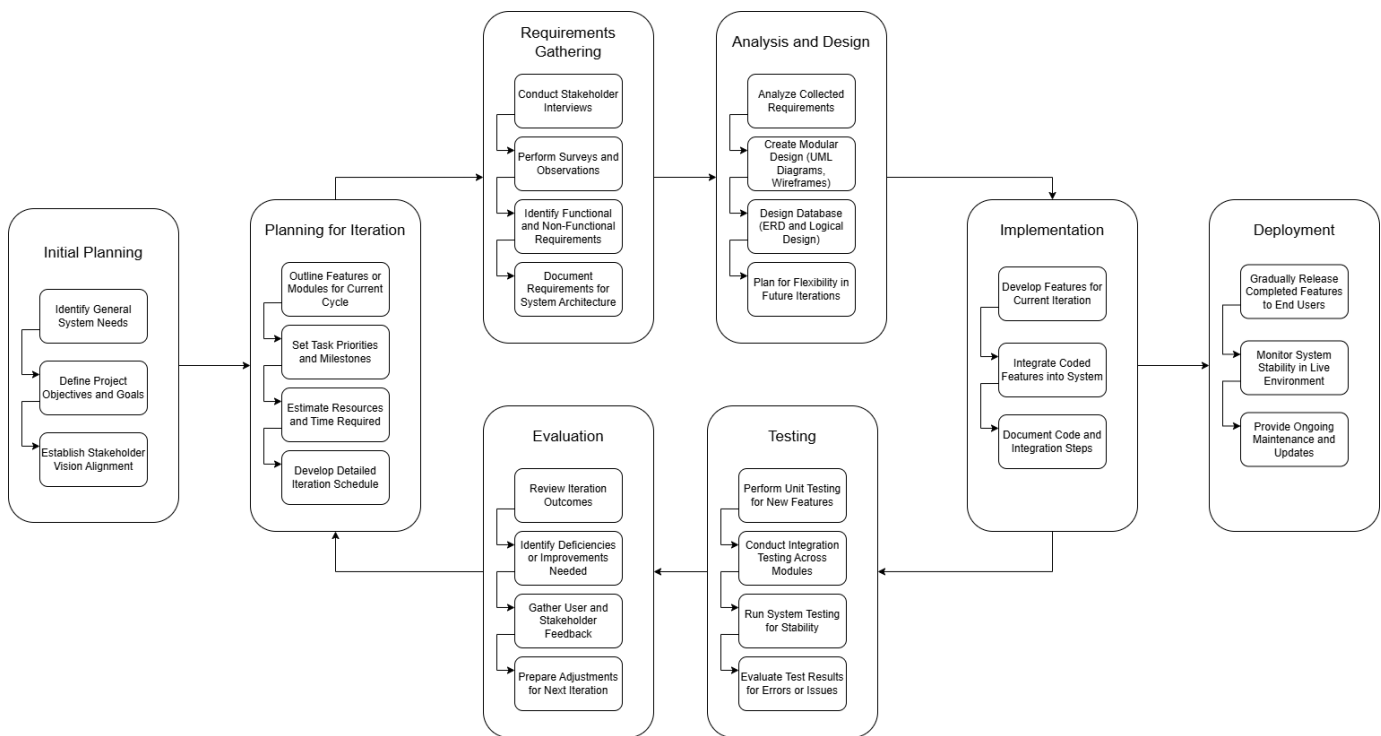 Initial Planning
Identify General
System Needs
Define Project
Objectives and Goals
Establish Stakeholder
Vision Alignment
Planning for Iteration
Outline Features or
Modules for Current
Cycle
Set Task Priorities
and Milestones
Estimate Resources
and Time Required
Develop Detailed
Iteration Schedule
Requirements
Gathering
Conduct Stakeholder
Interviews
Perform Surveys and
Observations
Identify Functional
and Non-Functional
Requirements
Document
Requirements for
System Architecture
Analysis and Design
Analyze Collected
Requirements
Create Modular
Design (UML
Diagrams,
Wireframes)
Design Database
(ERD and Logical
Design)
Plan for Flexibility in
Future Iterations
Implementation
Develop Features for
Current Iteration
Integrate Coded
Features into System
Document Code and
Integration Steps
Deployment
Gradually Release
Completed Features
to End Users
Monitor System
Stability in Live
Environment
Provide Ongoing
Maintenance and
Updates
Testing
Perform Unit Testing
for New Features
Conduct Integration
Testing Across
Modules
Run System Testing
for Stability
Evaluate Test Results
for Errors or Issues
Evaluation
Review Iteration
Outcomes
Identify Deficiencies
or Improvements
Needed
Gather User and
Stakeholder
Feedback
Prepare Adjustments
for Next Iteration